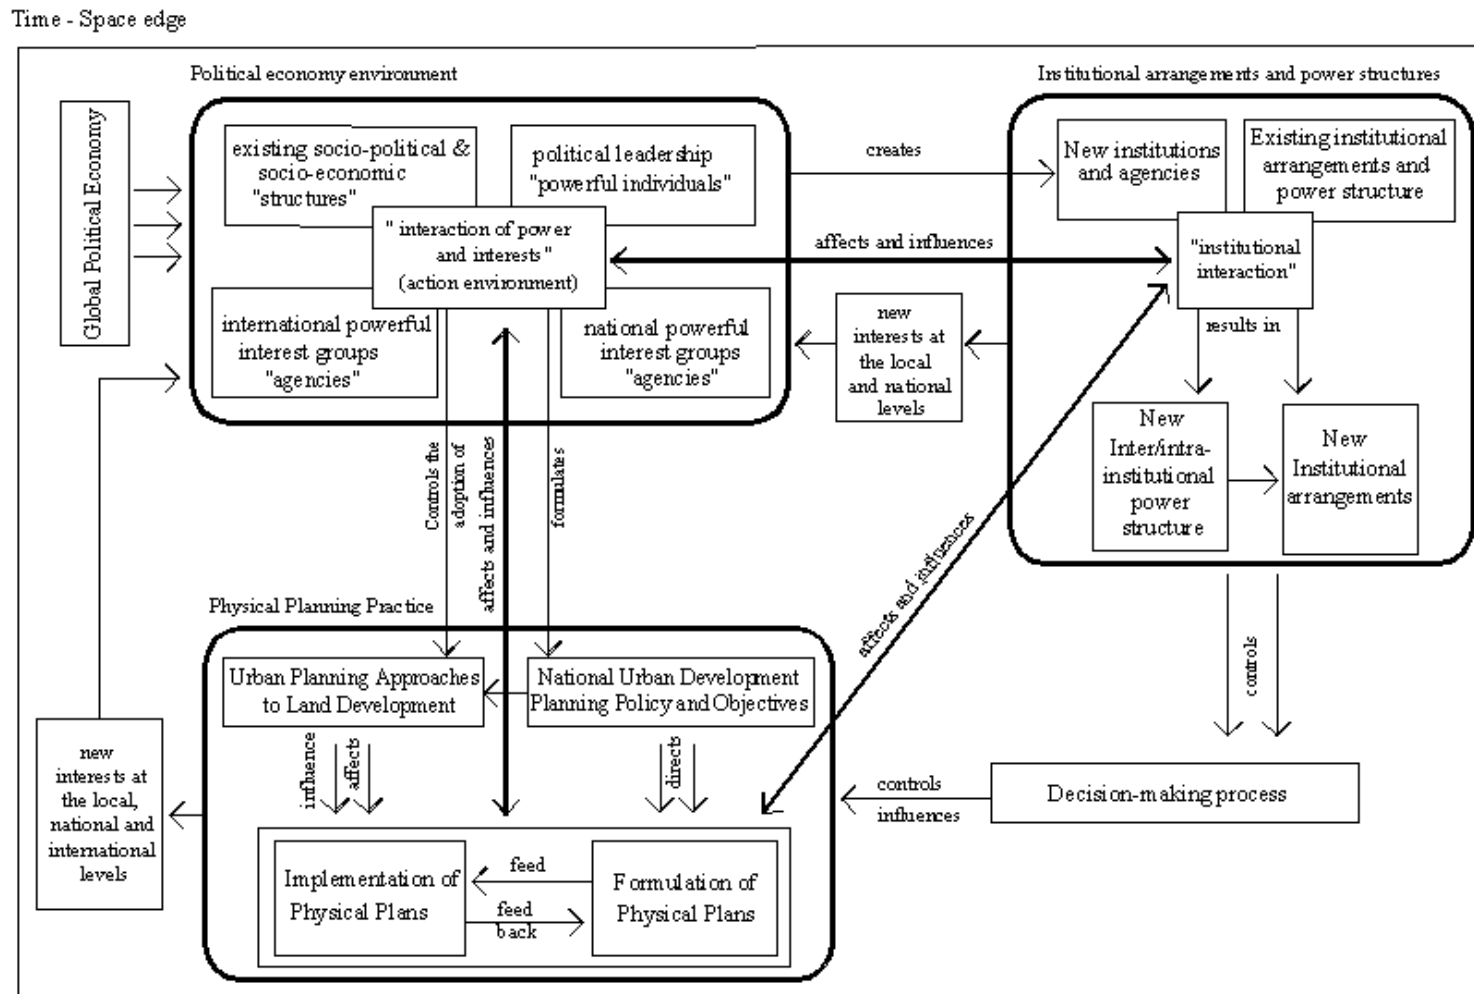 Time - Space edge
Political economy environment
Institutional arrangements and power structures
Global Political Economy
existing socio-political &
socio-economic
"structures"
political leadership
"powerful individuals"
" interaction of power
and interests"
(action environment)
international powerful
interest groups
"agencies"
national powerful
interest groups
"agencies"
creates
affects and influences
New institutions
and agencies
Existing institutional
arrangements and
power structure
"institutional
interaction"
results in
new
interests at
the local
and national
levels
New
Inter/intra-
institutional
power
structure
New
Institutional
arrangements
Controls the
adoption of
affects and influences
formulates
affects and influences
controls
Physical Planning Practice
Urban Planning Approaches
to Land Development
National Urban Development
Planning Policy and Objectives
influence
affects
directs
new
interests at
the local,
national and
international
levels
Decision-making process
controls
influences
Implementation of
Physical Plans
feed
feed
back
Formulation of
Physical Plans